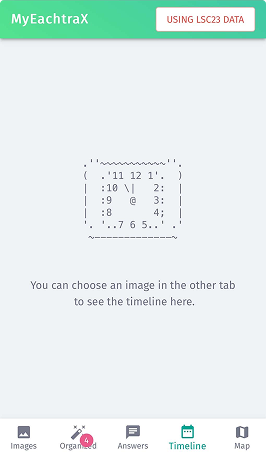 MyEachtraX
USING LSC23 DATA
.''~~~~~~~~~~~''.
(  .'11 12 1'.  )
|  :10 \|   2:  |
|  :9   @   3:  |
|  :8       4;  |
'. '..7 6 5..' .'
~~~~~~~~~~~~~
You can choose an image in the other tab
to see the timeline here.
4
Images Organized Answers Timeline Map